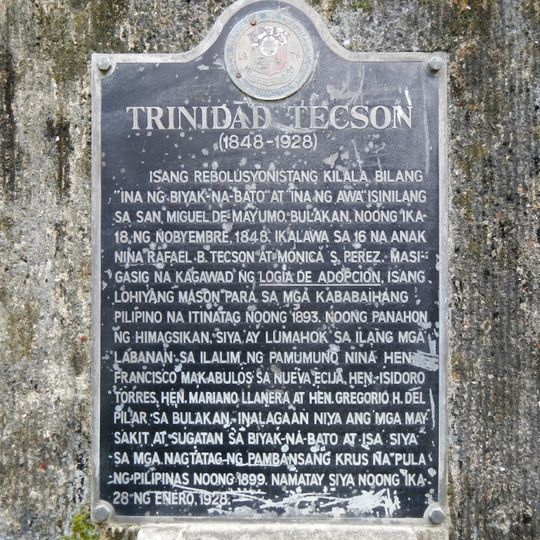 TRINIDAD TECSON
(1848-1928)
ISANG REBOLUSYONISTANG KILALA BILANG
"INA NG BIYAK-NA-BATO" AT "INA NG AWA" ISINILANG
SA SAN MIGUEL DE MAYUMO, BULAKAN, NOONG IKA-
18, NG NOBYEMBRE, 1848. IKALAWA SA 16 NA ANAK
NINA RAFAEL B. TECSON AT MONICA S. PEREZ. MASI-
GASIG NA KAGAWAD NG LOGIA DE ADOPCION, ISANG
LOHIYANG MASON PARA SA MGA KABABAIHANG
PILIPINO NA ITINATAG NOONG 1893. NOONG PANAHON
NG HIMAGSIKAN, SIYA AY LUMAHOK SA ILANG MGA
LABANAN SA ILALIM NG PAMUMUNO NINA HEN.
FRANCISCO MAKABULOS SA NUEVA ECIJA, HEN. ISIDORO
TORRES, HEN. MARIANO LLANERA AT HEN. GREGORIO H. DEL
PILAR SA BULAKAN. INALAGAAN NIYA ANG MGA MAY
SAKIT AT SUGATAN SA BIYAK-NA-BATO AT ISA SIYA
SA MGA NAGTATAG NG PAMBANSANG KRUS NA PULA
NG PILIPINAS NOONG 1899. NAMATAY SIYA NOONG IKA-
28 NG ENERO, 1928.